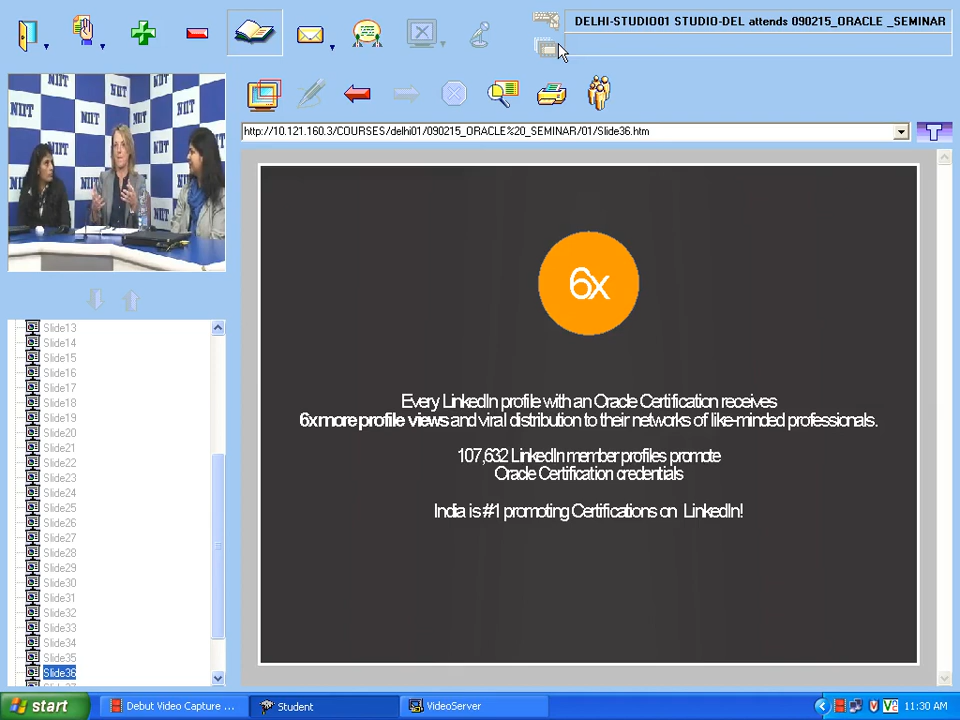 DELHI-STUDIO01 STUDIO-DEL attends 090215_ORACLE _SEMINAR
http://10.121.160.3/COURSES/delhi01/090215_ORACLE%20_SEMINAR/01/Slide36.htm
T
NIIT
NIIT
NIIT
NIIT
Slide13
Slide14
Slide15
Slide16
Slide17
Slide18
Slide19
Slide20
Slide21
Slide22
Slide23
Slide24
Slide25
Slide26
Slide27
Slide28
Slide29
Slide30
Slide31
Slide32
Slide33
Slide34
Slide35
Slide36
6x
Every LinkedIn profile with an Oracle Certification receives
6x more profile views and viral distribution to their networks of like-minded professionals.
107,632 LinkedIn member profiles promote
Oracle Certification credentials
India is #1 promoting Certifications on LinkedIn!
start
Debut Video Capture ...
Student
VideoServer
11:30 AM